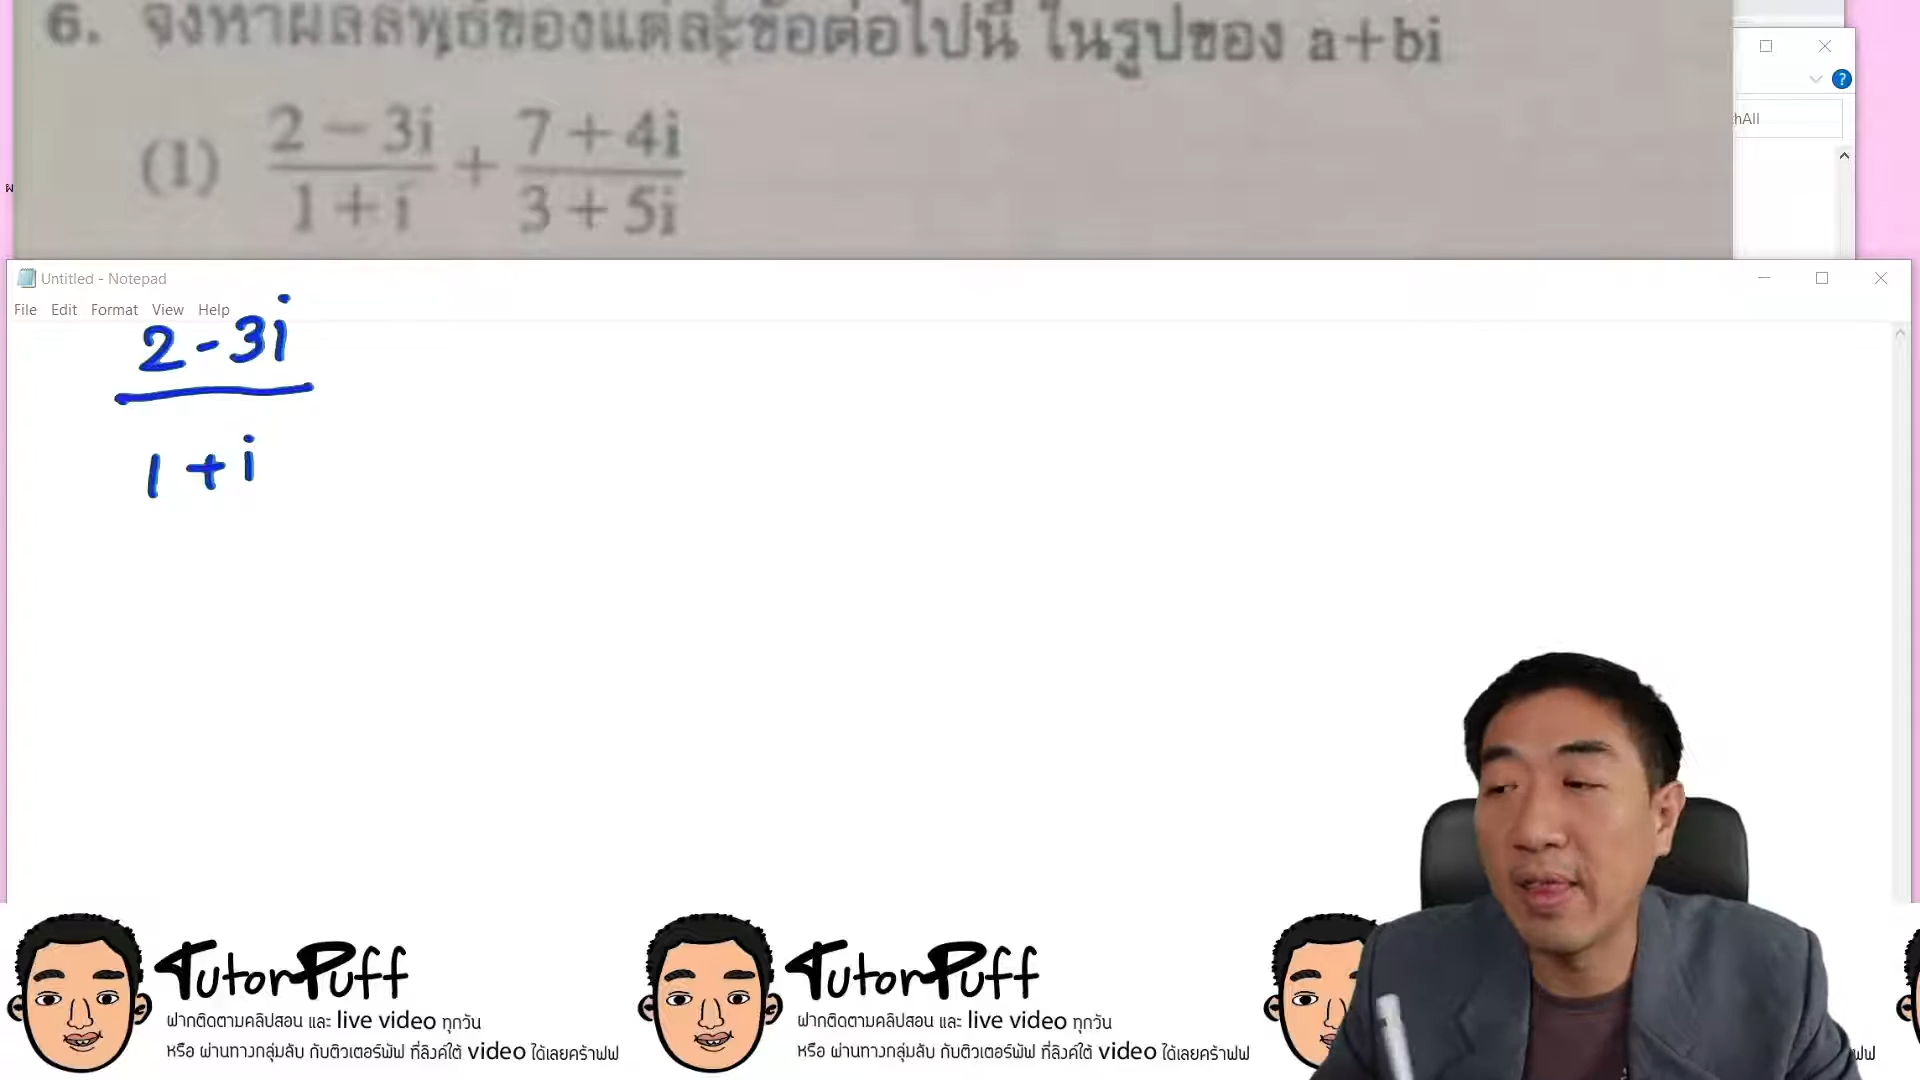 6. จงหาผลลัพธ์ของแต่ละข้อต่อไปนี้ ในรูปของ a+bi
(1) 2 − 3i / 1 + i + 7 + 4i / 3 + 5i
hAll
ผ
Untitled - Notepad
File Edit Format View Help
2 - 3i
1 + i
TutorPuff
ฝากติดตามคลิปสอน และ live video ทุกวัน
หรือ ผ่านทางกลุ่มลับ กับติวเตอร์พัฟ ที่ลิงค์ใต้ video ได้เลยคร้าฟฟ
TutorPuff
ฝากติดตามคลิปสอน และ live video ทุกวัน
หรือ ผ่านทางกลุ่มลับ กับติวเตอร์พัฟ ที่ลิงค์ใต้ video ได้เลยคร้าฟฟ
ฟฟ